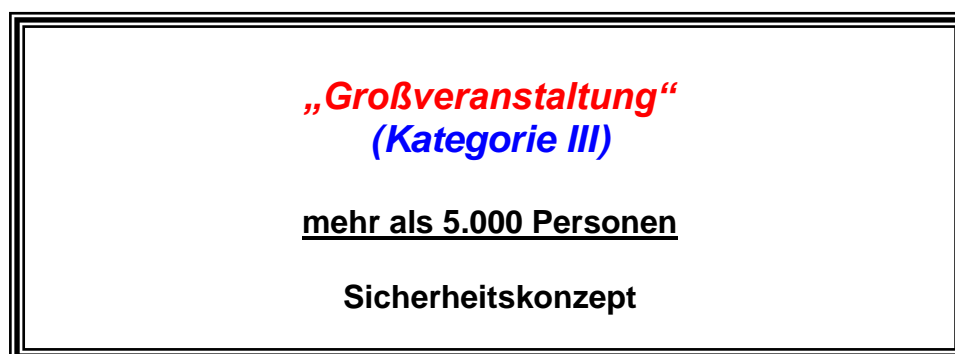 „Großveranstaltung“
(Kategorie III)
mehr als 5.000 Personen
Sicherheitskonzept